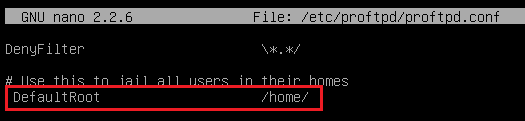 GNU nano 2.2.6 File: /etc/proftpd/proftpd.conf
DenyFilter \*.*/
# Use this to jail all users in their homes
DefaultRoot /home/